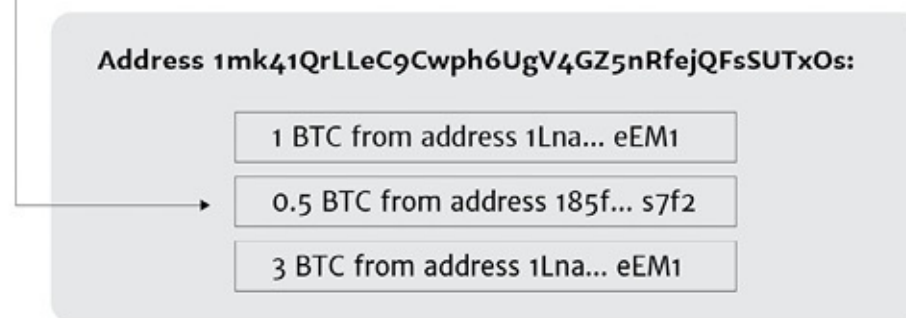 Address 1mk41QrLLeC9Cwph6UgV4GZ5nRfejQFsSUTxOs:
1 BTC from address 1Lna... eEM1
0.5 BTC from address 185f... s7f2
3 BTC from address 1Lna... eEM1